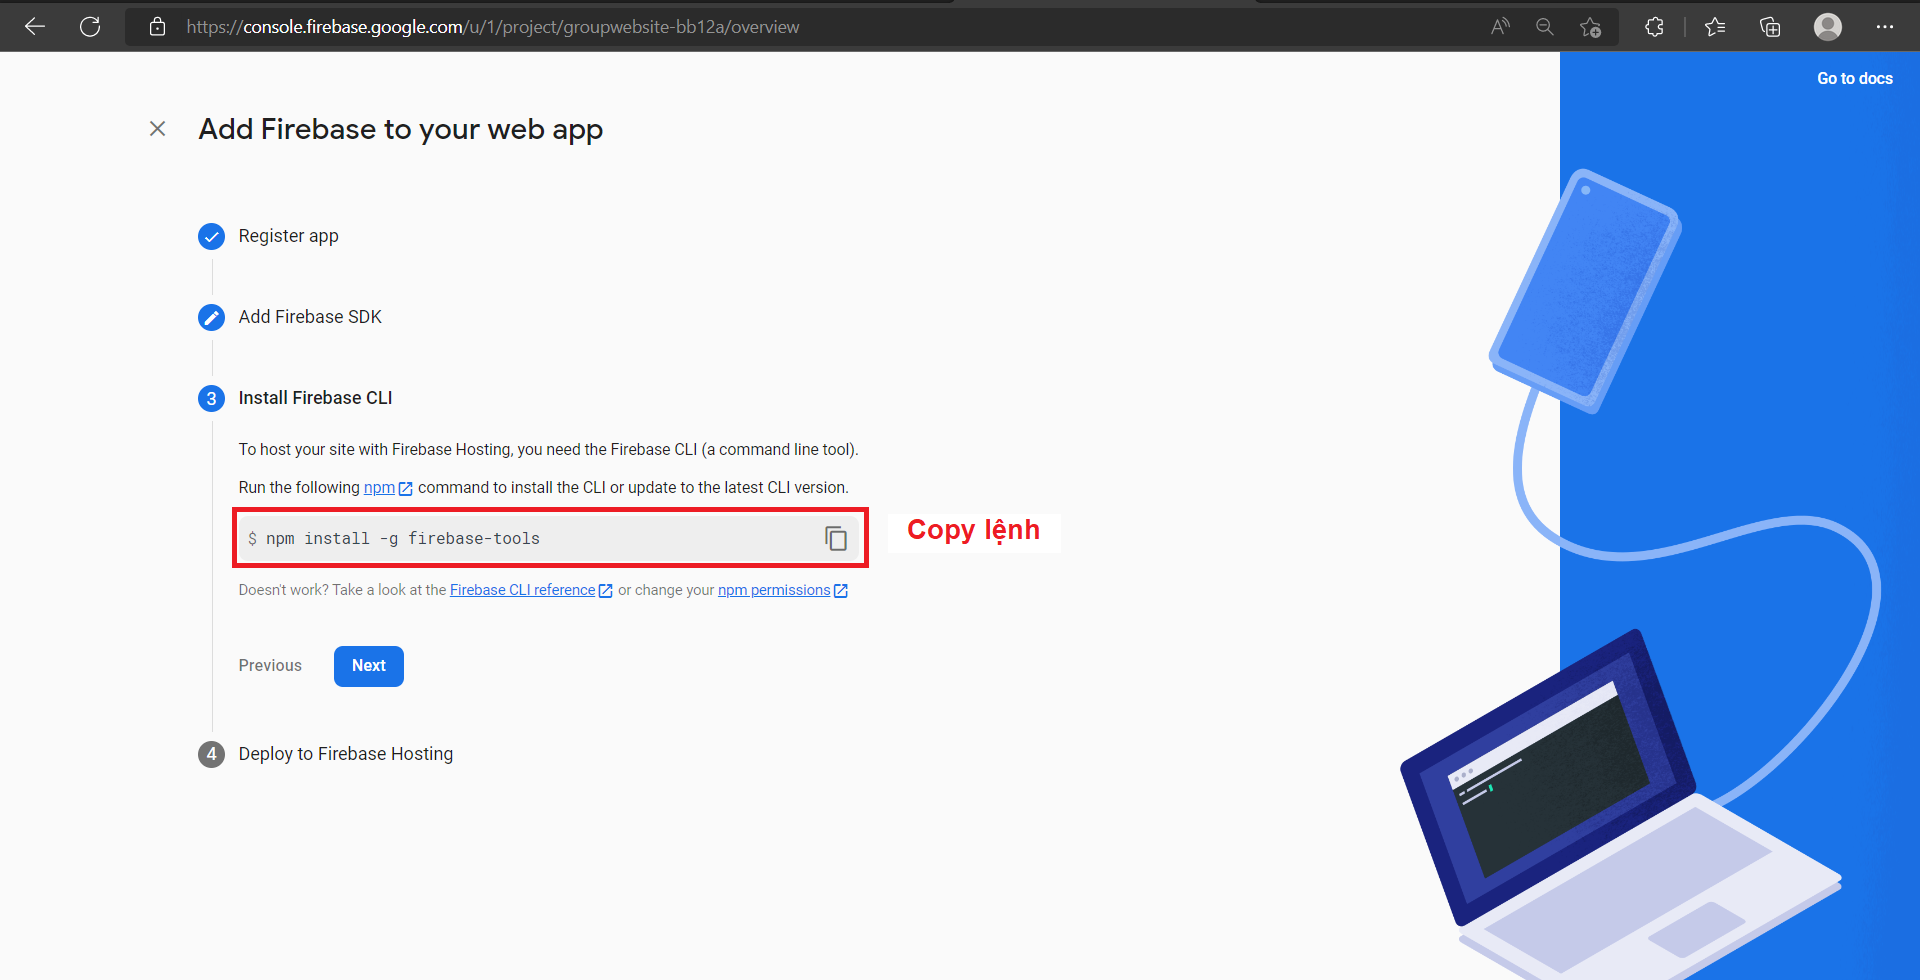 https://console.firebase.google.com/u/1/project/groupwebsite-bb12a/overview
Go to docs
Add Firebase to your web app
Register app
Add Firebase SDK
3 Install Firebase CLI
To host your site with Firebase Hosting, you need the Firebase CLI (a command line tool).
Run the following npm command to install the CLI or update to the latest CLI version.
$ npm install -g firebase-tools
Copy lệnh
Doesn't work? Take a look at the Firebase CLI reference or change your npm permissions
Previous Next
4 Deploy to Firebase Hosting